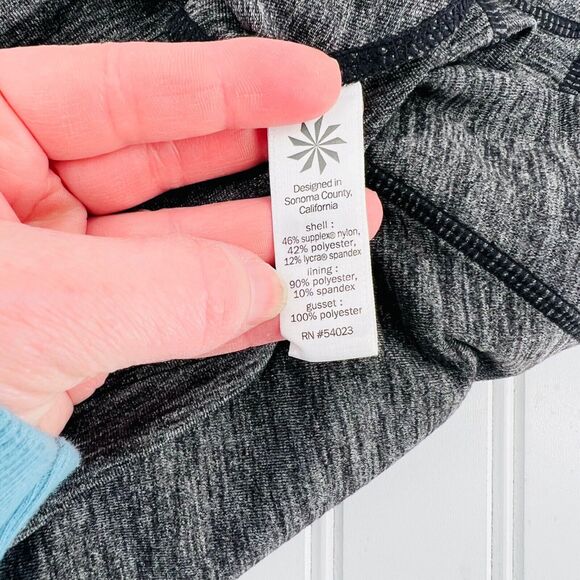 Designed in
Sonoma County,
California
shell :
46% supplex® nylon,
42% polyester,
12% lycra® spandex
lining :
90% polyester,
10% spandex
gusset :
100% polyester
RN #54023